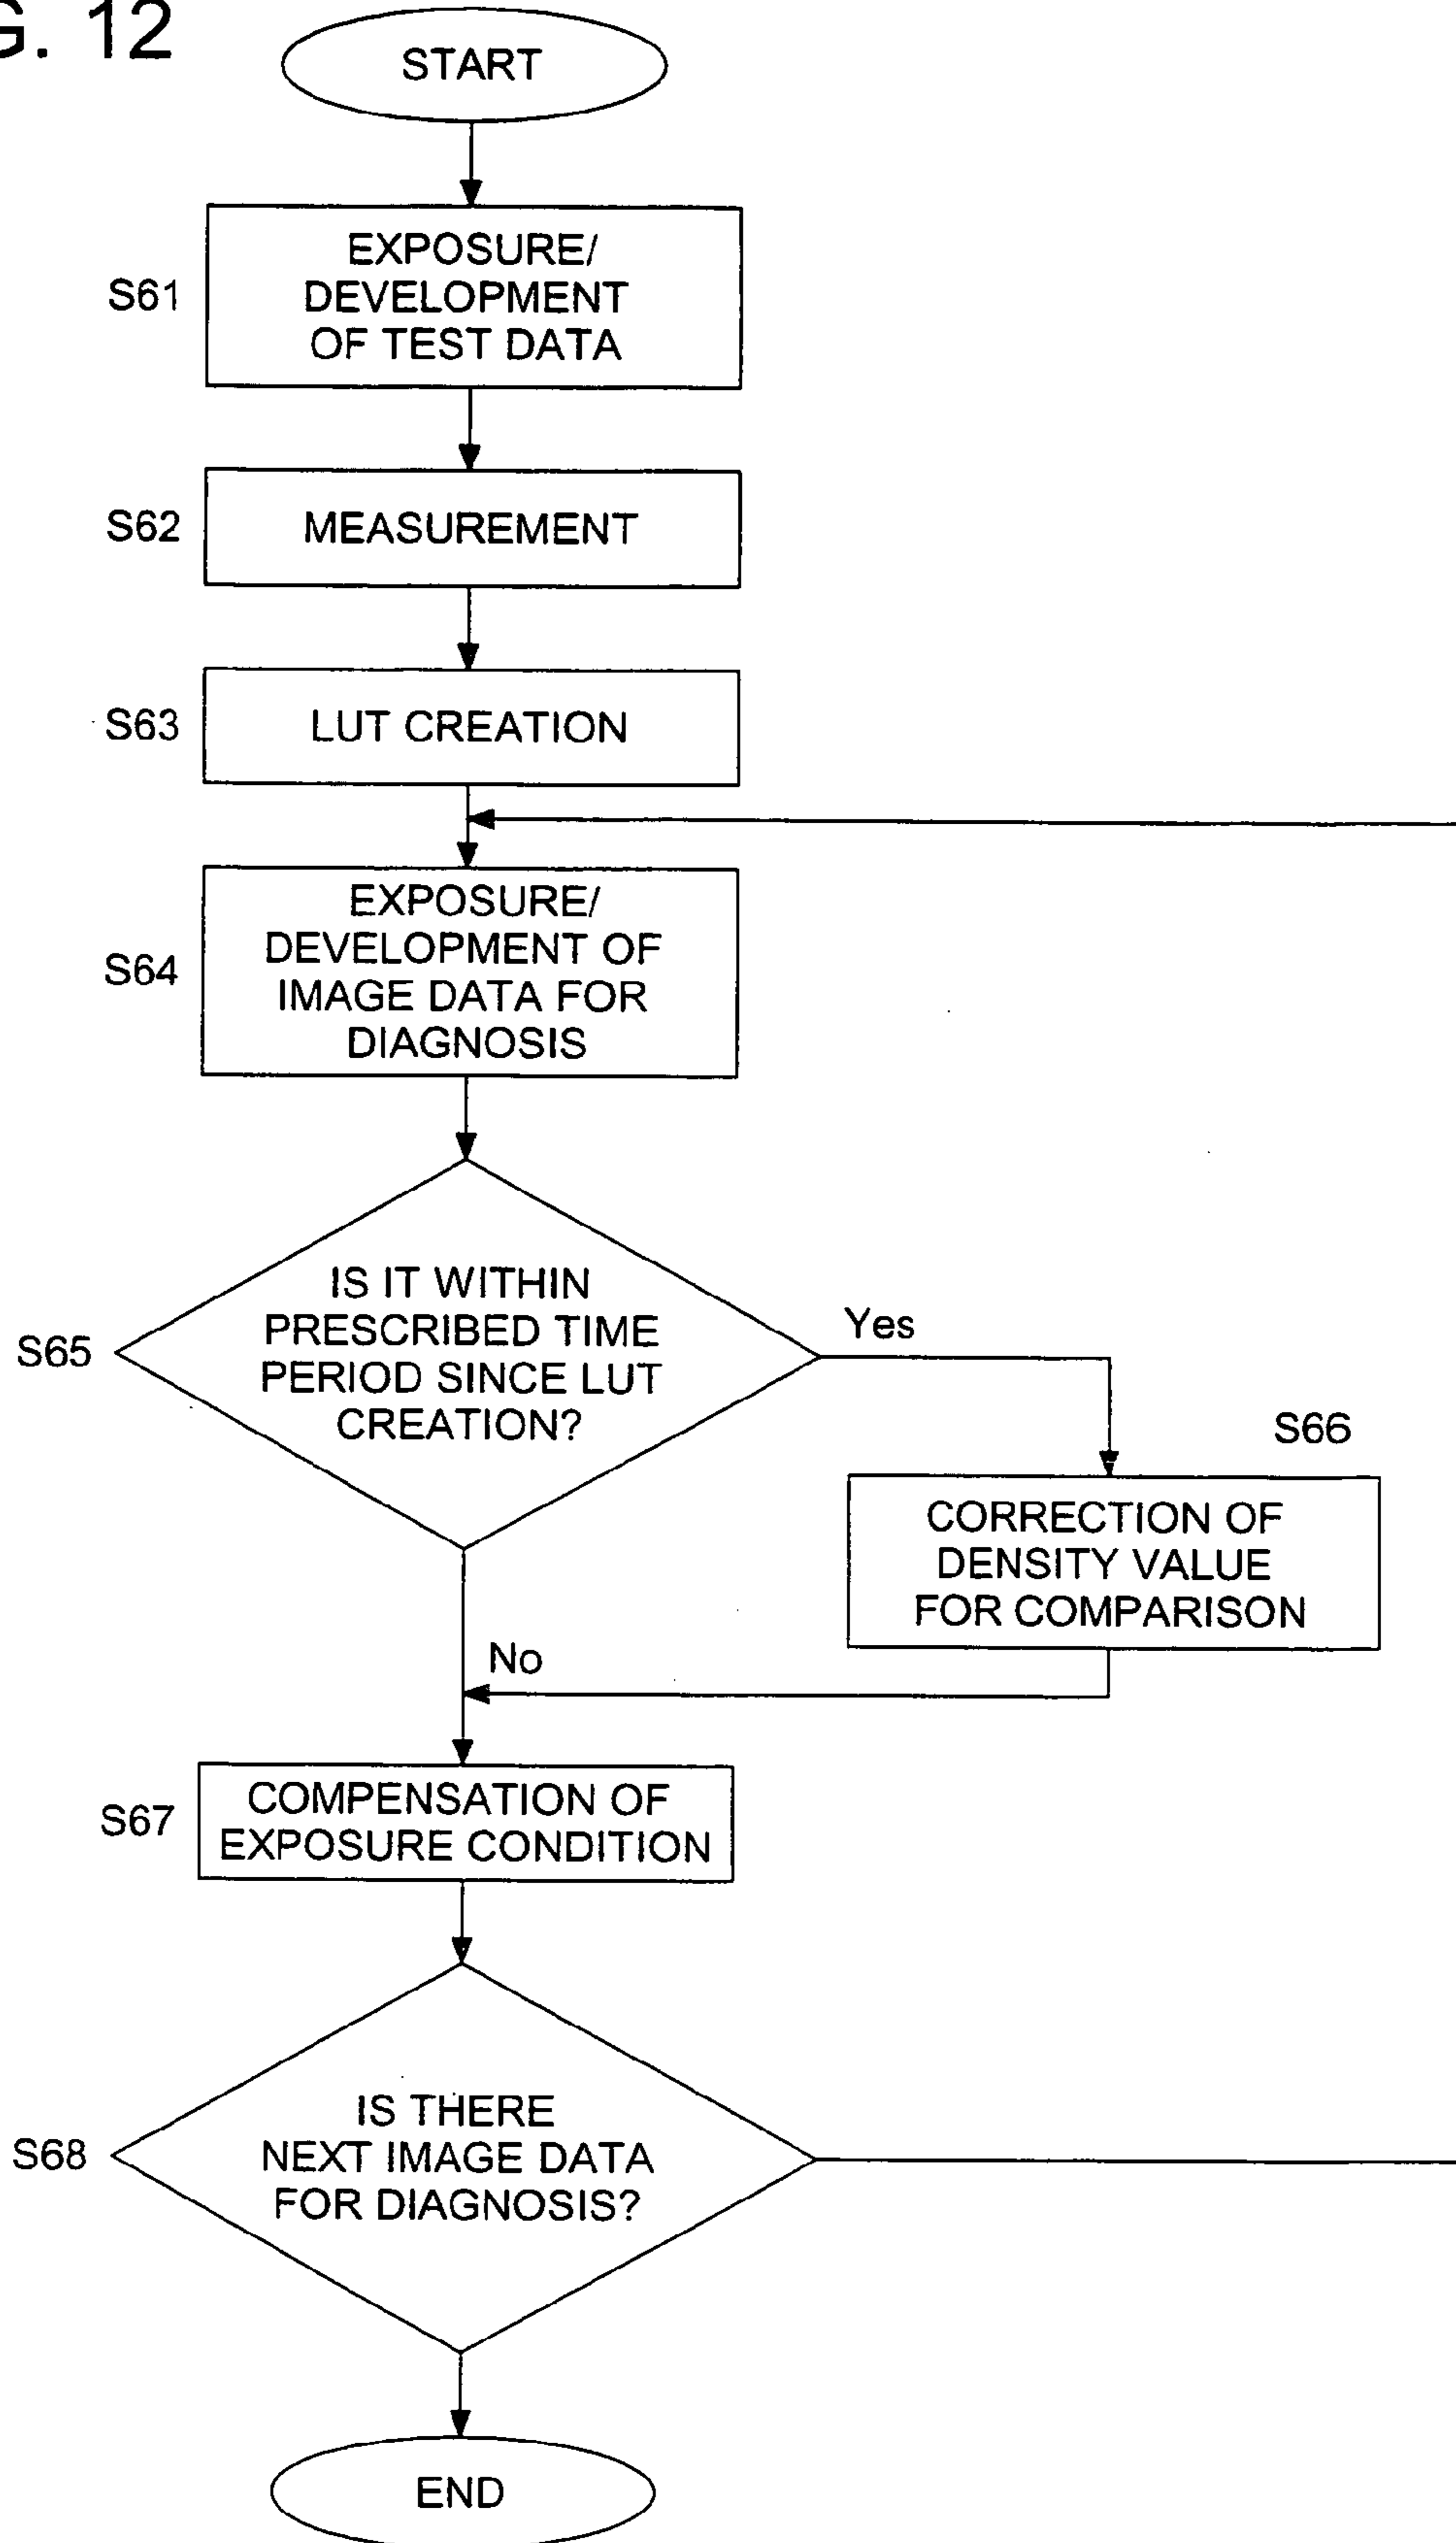 G. 12
START
S61
EXPOSURE/
DEVELOPMENT
OF TEST DATA
S62
MEASUREMENT
S63
LUT CREATION
S64
EXPOSURE/
DEVELOPMENT OF
IMAGE DATA FOR
DIAGNOSIS
S65
IS IT WITHIN
PRESCRIBED TIME
PERIOD SINCE LUT
CREATION?
Yes
S66
CORRECTION OF
DENSITY VALUE
FOR COMPARISON
No
S67
COMPENSATION OF
EXPOSURE CONDITION
S68
IS THERE
NEXT IMAGE DATA
FOR DIAGNOSIS?
END